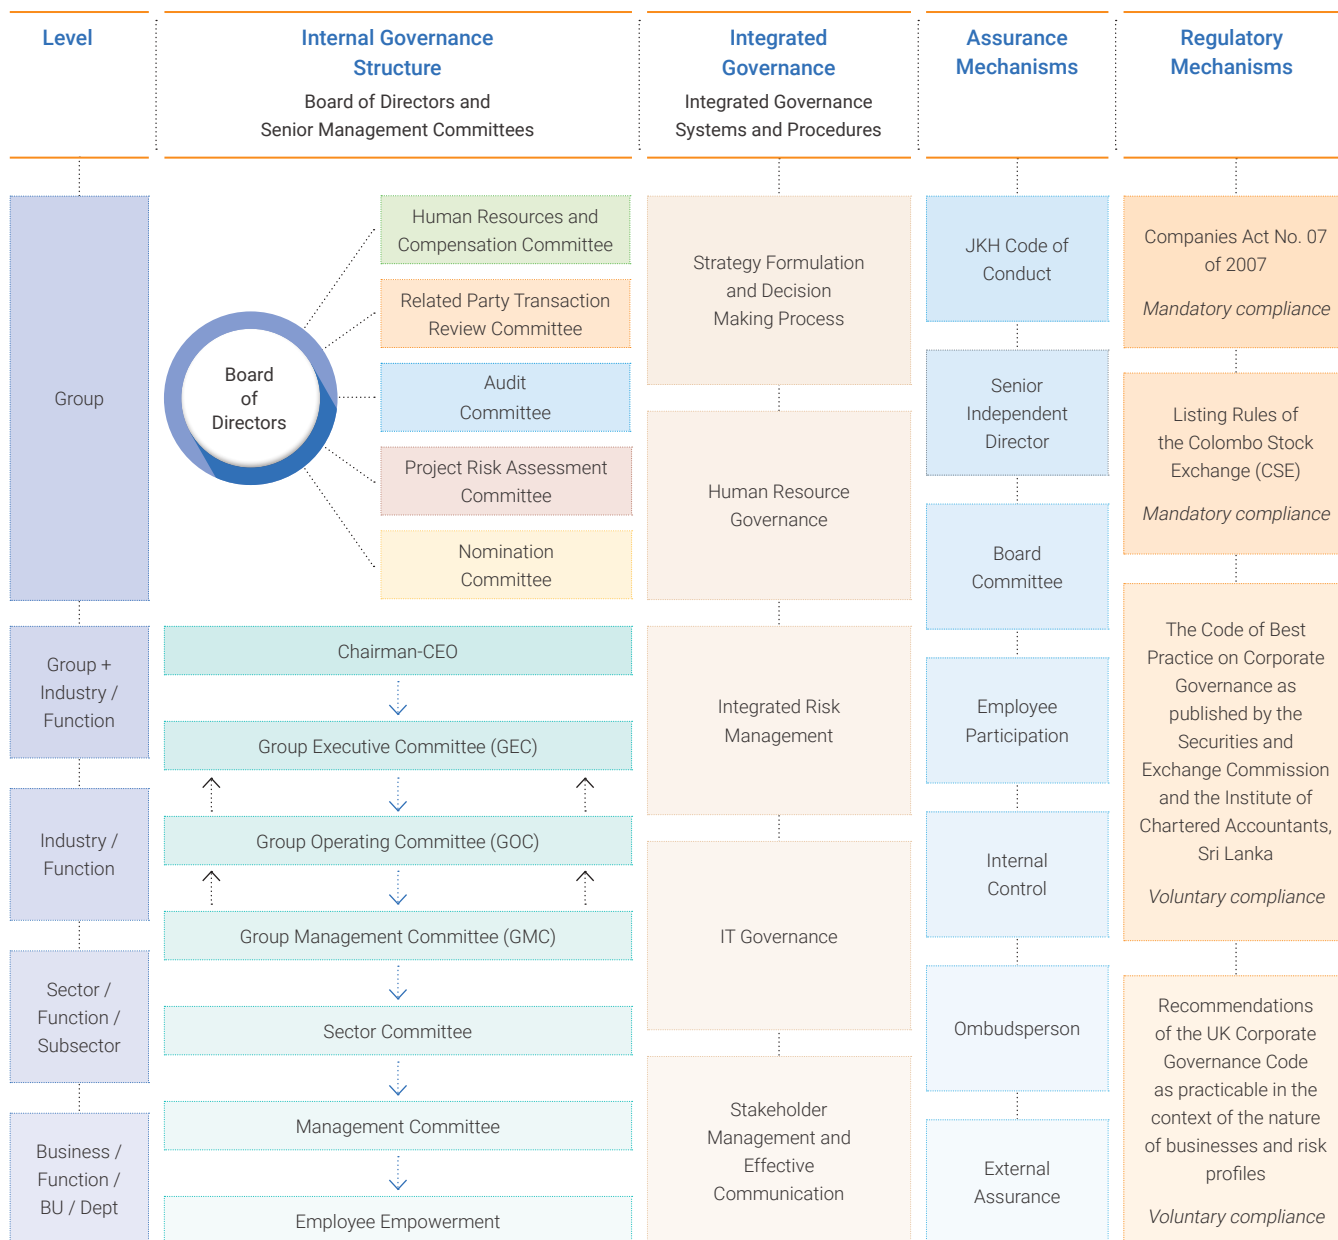 Level
Internal Governance
Structure
Board of Directors and
Senior Management Committees
Integrated
Governance
Integrated Governance
Systems and Procedures
Assurance
Mechanisms
Regulatory
Mechanisms
Group
Group +
Industry /
Function
Industry /
Function
Sector /
Function /
Subsector
Business /
Function /
BU / Dept
Board
of
Directors
Human Resources and
Compensation Committee
Related Party Transaction
Review Committee
Audit
Committee
Project Risk Assessment
Committee
Nomination
Committee
Chairman-CEO
Group Executive Committee (GEC)
Group Operating Committee (GOC)
Group Management Committee (GMC)
Sector Committee
Management Committee
Employee Empowerment
Strategy Formulation
and Decision
Making Process
Human Resource
Governance
Integrated Risk
Management
IT Governance
Stakeholder
Management and
Effective
Communication
JKH Code of
Conduct
Senior
Independent
Director
Board
Committee
Employee
Participation
Internal
Control
Ombudsperson
External
Assurance
Companies Act No. 07
of 2007
Mandatory compliance
Listing Rules of
the Colombo Stock
Exchange (CSE)
Mandatory compliance
The Code of Best
Practice on Corporate
Governance as
published by the
Securities and
Exchange Commission
and the Institute of
Chartered Accountants,
Sri Lanka
Voluntary compliance
Recommendations
of the UK Corporate
Governance Code
as practicable in the
context of the nature
of businesses and risk
profiles
Voluntary compliance